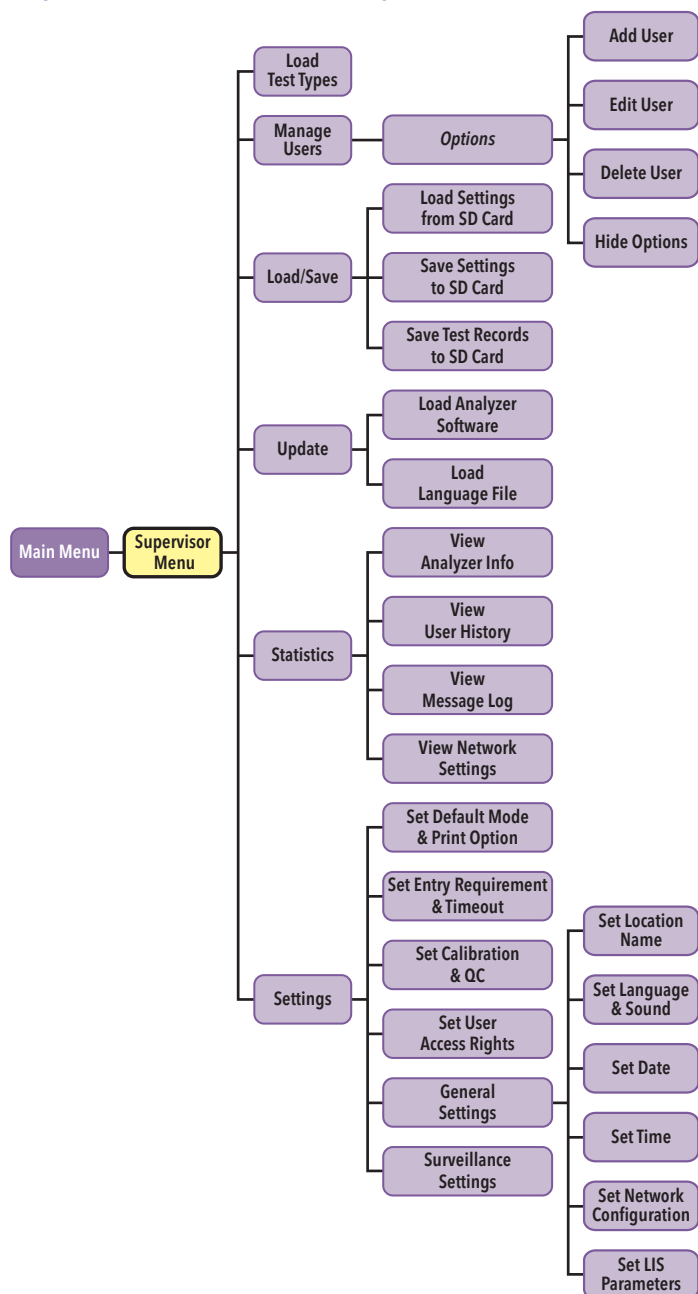 Add User
Load
Test Types
Edit User
Manage
Users
Options
Delete User
Load Settings
from SD Card
Hide Options
Load/Save
Save Settings
to SD Card
Save Test Records
to SD Card
Load Analyzer
Software
Update
Load
Language File
Main Menu
Supervisor
Menu
View
Analyzer Info
View
User History
Statistics
View
Message Log
View Network
Settings
Set Default Mode
& Print Option
Set Entry Requirement
& Timeout
Set Location
Name
Set Calibration
& QC
Settings
Set Language
& Sound
Set User
Access Rights
Set Date
General
Settings
Set Time
Surveillance
Settings
Set Network
Configuration
Set LIS
Parameters